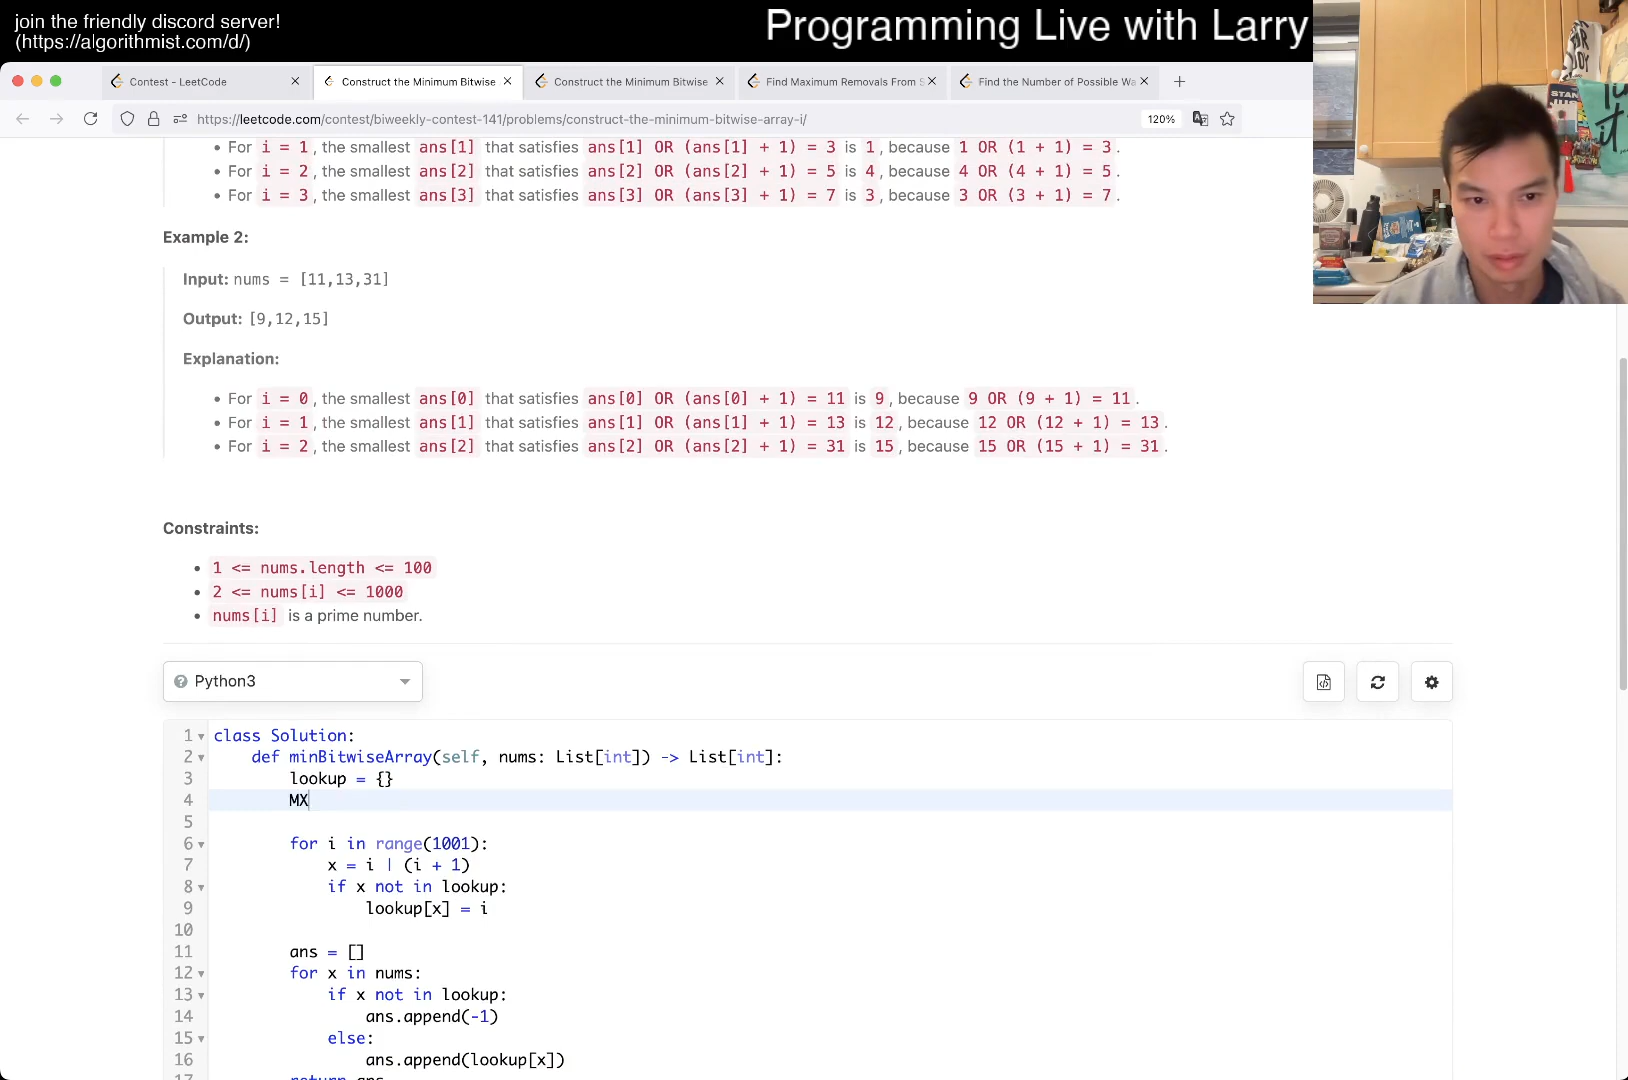 join the friendly discord server!
(https://algorithmist.com/d/)
Programming Live with Larry
Contest - LeetCode
Construct the Minimum Bitwise
Construct the Minimum Bitwise
Find Maximum Removals From S
Find the Number of Possible Wa
https://leetcode.com/contest/biweekly-contest-141/problems/construct-the-minimum-bitwise-array-i/
120%
• For i = 1, the smallest ans[1] that satisfies ans[1] OR (ans[1] + 1) = 3 is 1, because 1 OR (1 + 1) = 3.
• For i = 2, the smallest ans[2] that satisfies ans[2] OR (ans[2] + 1) = 5 is 4, because 4 OR (4 + 1) = 5.
• For i = 3, the smallest ans[3] that satisfies ans[3] OR (ans[3] + 1) = 7 is 3, because 3 OR (3 + 1) = 7.
Example 2:
Input: nums = [11,13,31]
Output: [9,12,15]
Explanation:
• For i = 0, the smallest ans[0] that satisfies ans[0] OR (ans[0] + 1) = 11 is 9, because 9 OR (9 + 1) = 11.
• For i = 1, the smallest ans[1] that satisfies ans[1] OR (ans[1] + 1) = 13 is 12, because 12 OR (12 + 1) = 13.
• For i = 2, the smallest ans[2] that satisfies ans[2] OR (ans[2] + 1) = 31 is 15, because 15 OR (15 + 1) = 31.
Constraints:
• 1 <= nums.length <= 100
• 2 <= nums[i] <= 1000
• nums[i] is a prime number.
Python3
1 class Solution:
2     def minBitwiseArray(self, nums: List[int]) -> List[int]:
3         lookup = {}
4         MX
5
6         for i in range(1001):
7             x = i | (i + 1)
8             if x not in lookup:
9                 lookup[x] = i
10
11         ans = []
12         for x in nums:
13             if x not in lookup:
14                 ans.append(-1)
15             else:
16                 ans.append(lookup[x])
17         return ans